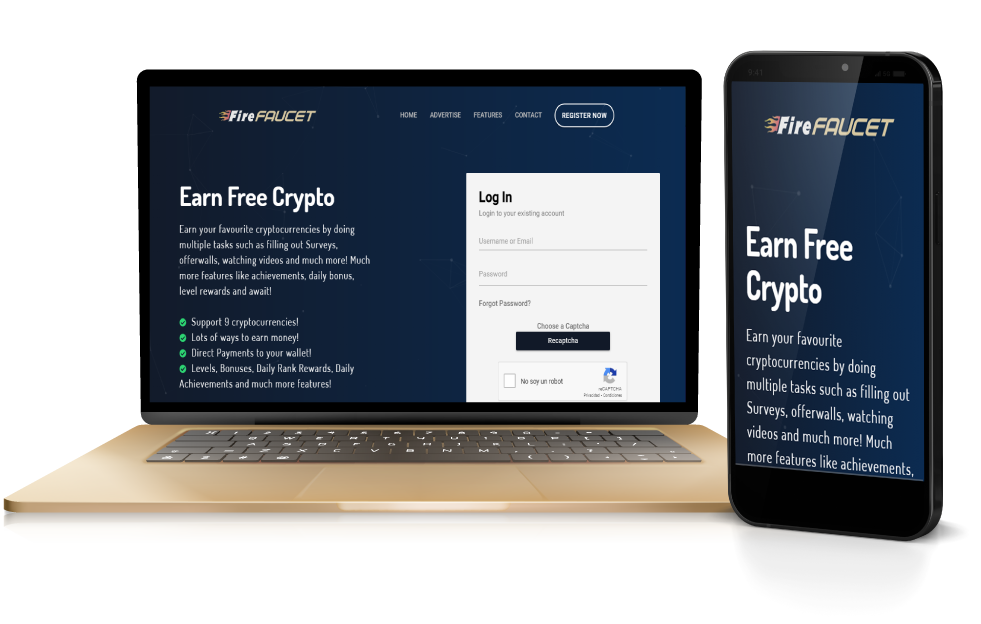 FireFAUCET
HOME ADVERTISE FEATURES CONTACT REGISTER NOW
Earn Free Crypto
Earn your favourite cryptocurrencies by doing
multiple tasks such as filling out Surveys,
offerwalls, watching videos and much more! Much
more features like achievements, daily bonus,
level rewards and await!
Support 9 cryptocurrencies!
Lots of ways to earn money!
Direct Payments to your wallet!
Levels, Bonuses, Daily Rank Rewards, Daily
Achievements and much more features!
Log In
Login to your existing account
Username or Email
Password
Forgot Password?
Choose a Captcha
Recaptcha
No soy un robot
reCAPTCHA
Privacidad - Condiciones
FireFAUCET
Earn Free
Crypto
Earn your favourite
cryptocurrencies by doing
multiple tasks such as filling out
Surveys, offerwalls, watching
videos and much more! Much
more features like achievements,